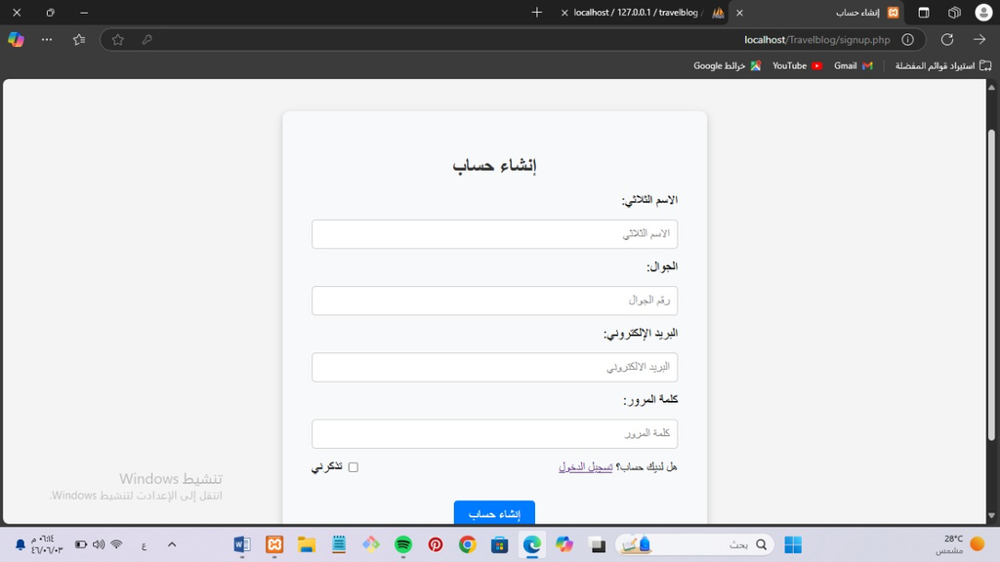 إنشاء حساب
localhost / 127.0.0.1 / travelblog
localhost/Travelblog/signup.php
استيراد قوائم المفضلة
Gmail
YouTube
خرائط Google
إنشاء حساب
الاسم الثلاثي:
الاسم الثلاثي
الجوال:
رقم الجوال
البريد الإلكتروني:
البريد الالكتروني
كلمة المرور:
كلمة المرور
هل لديك حساب؟ تسجيل الدخول
تذكرني
إنشاء حساب
تنشيط Windows
انتقل إلى الإعدادت لتنشيط Windows.
28°C
مشمس
بحث
ع
٠٦:١٤ م
٤٦/٠٦/٠٣